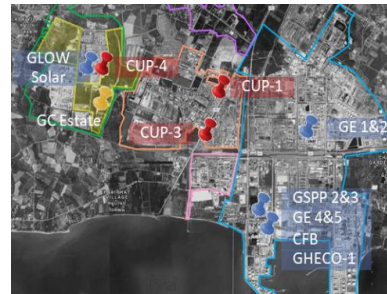 GLOW
Solar
CUP-4
CUP-1
GC Estate
CUP-3
GE 1&2
GSPP 2&3
GE 4&5
CFB
GHECO-1